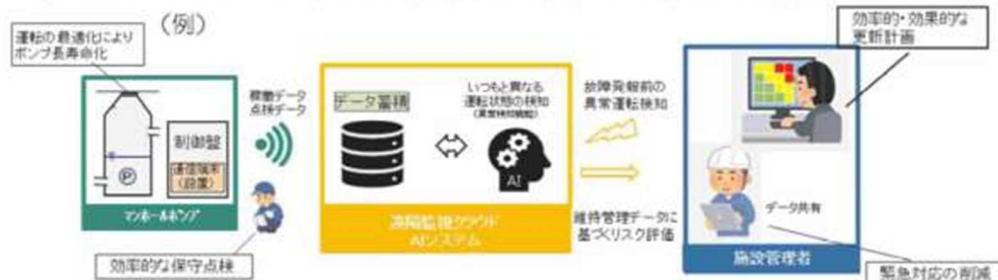 (例)
運転の最適化により
ポンプ長寿命化
稼働データ
点検データ
制御盤
通信端末
(設置)
P
マンホールポンプ
効率的な保守点検
データ蓄積
いつもと異なる
運転状態の検知
(異常検知機能)
AI
遠隔監視クラウド
AIシステム
故障発報前の
異常運転検知
維持管理データに
基づくリスク評価
効率的・効果的な
更新計画
データ共有
施設管理者
緊急対応の削減